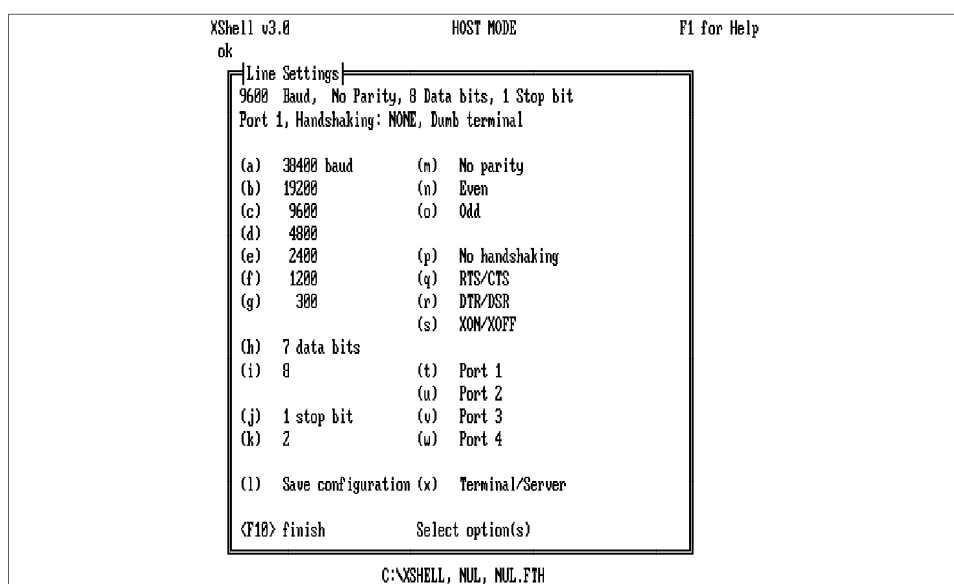 XShell v3.0 HOST MODE F1 for Help
ok
Line Settings
9600 Baud, No Parity, 8 Data bits, 1 Stop bit
Port 1, Handshaking: NONE, Dumb terminal
(a) 38400 baud (m) No parity
(b) 19200 (n) Even
(c) 9600 (o) Odd
(d) 4800
(e) 2400 (p) No handshaking
(f) 1200 (q) RTS/CTS
(g) 300 (r) DTR/DSR
(s) XON/XOFF
(h) 7 data bits
(i) 8 (t) Port 1
(u) Port 2
(j) 1 stop bit (v) Port 3
(k) 2 (w) Port 4
(l) Save configuration (x) Terminal/Server
<F10> finish Select option(s)
C:\XSHELL, NUL, NUL.FTH